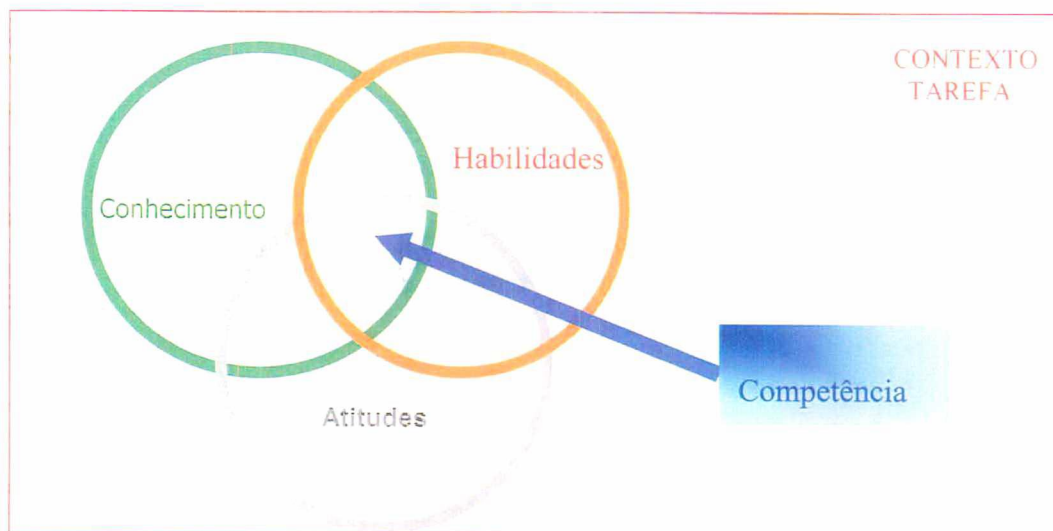 CONTEXTO
TAREFA
Habilidades
Conhecimento
Competência
Atitudes